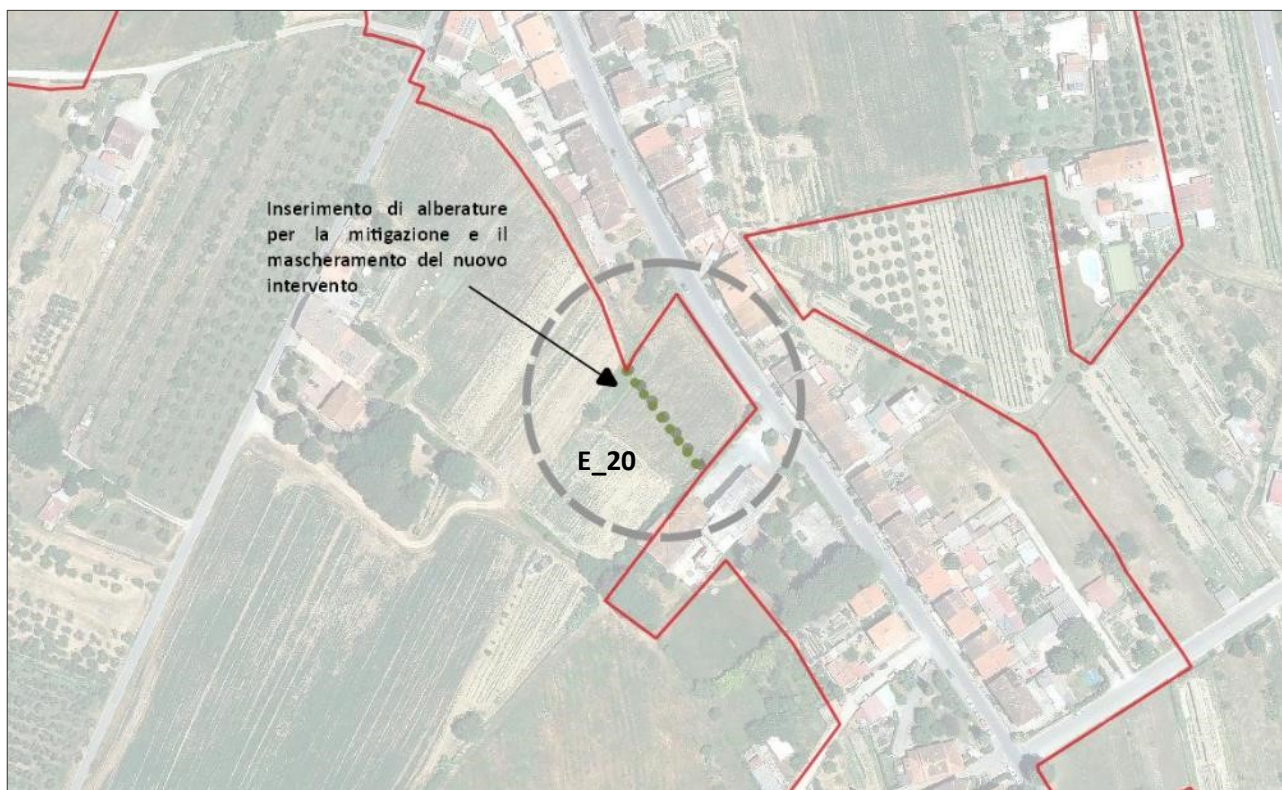 Inserimento di alberature
per la mitigazione e il
mascheramento del nuovo
intervento
E_20